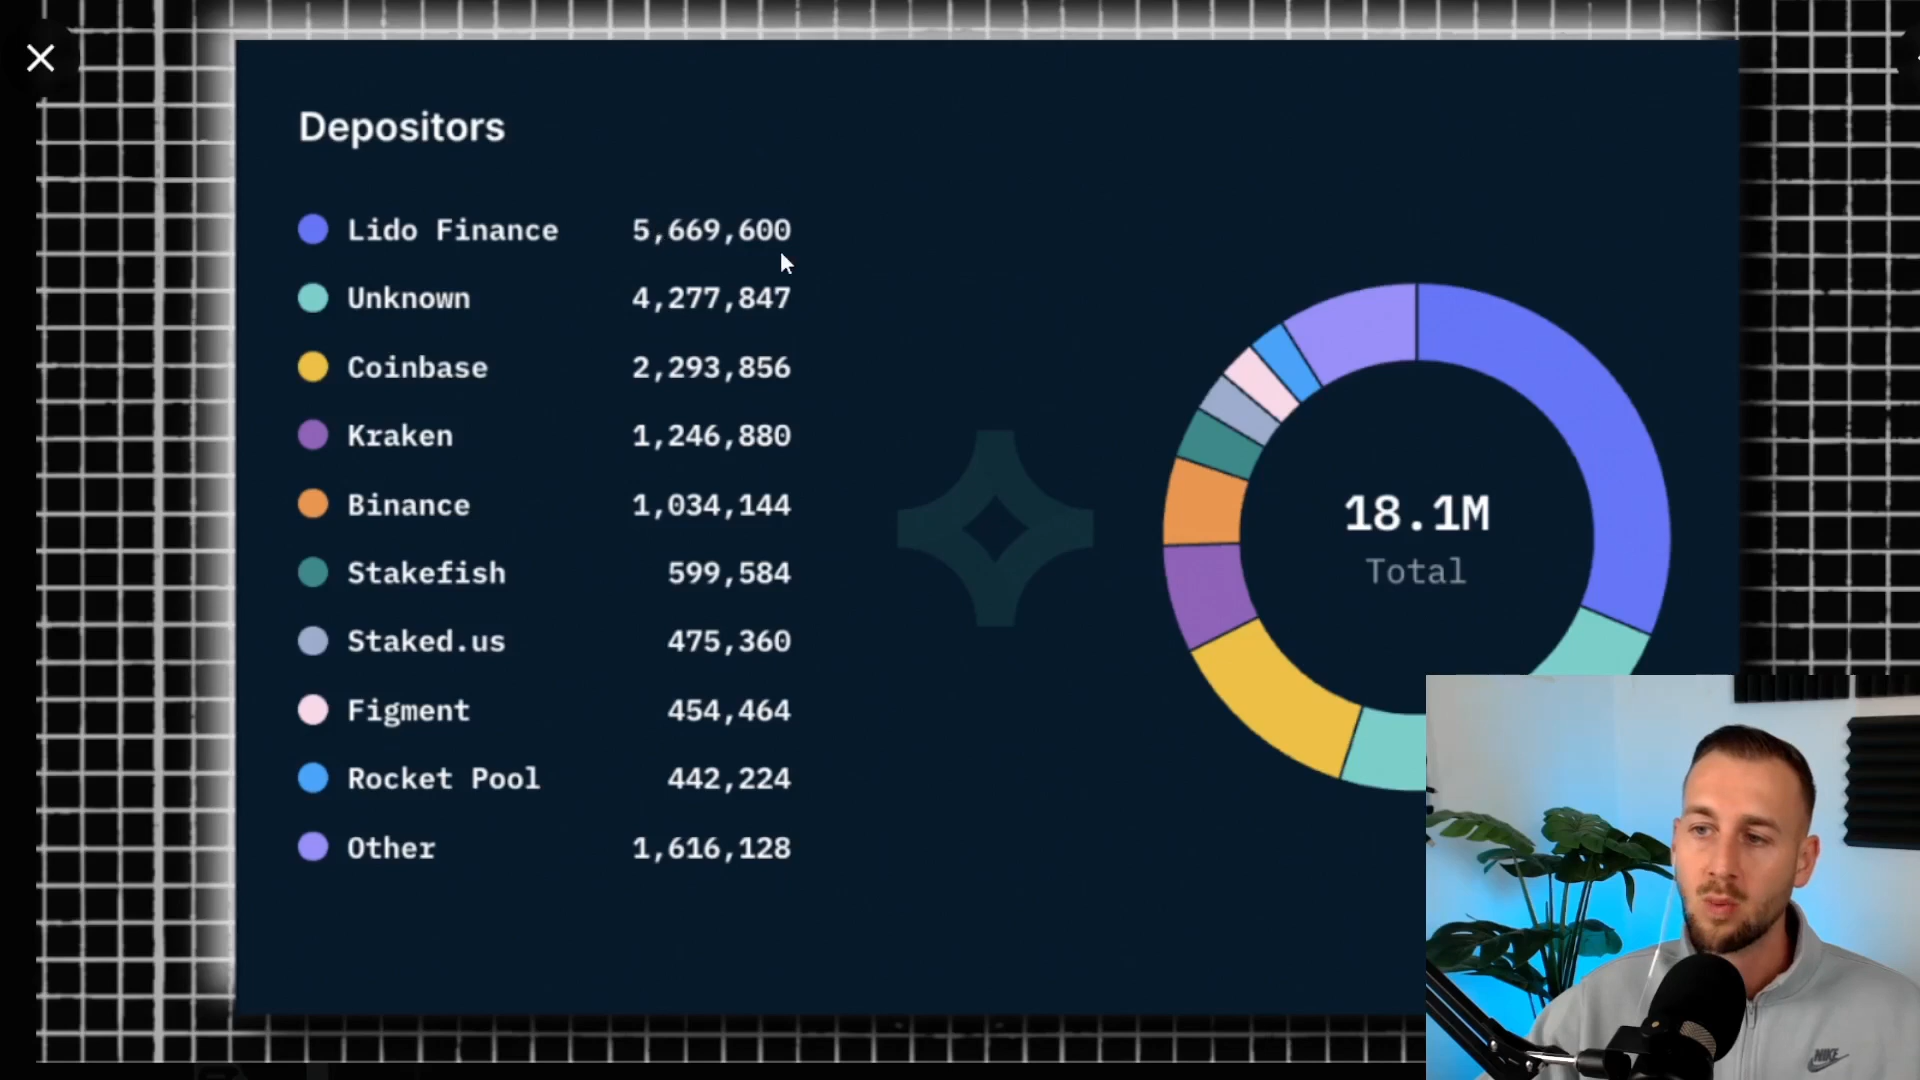 Depositors
Lido Finance 5,669,600
Unknown 4,277,847
Coinbase 2,293,856
Kraken 1,246,880
Binance 1,034,144
Stakefish 599,584
Staked.us 475,360
Figment 454,464
Rocket Pool 442,224
Other 1,616,128
18.1M
Total
NIKE